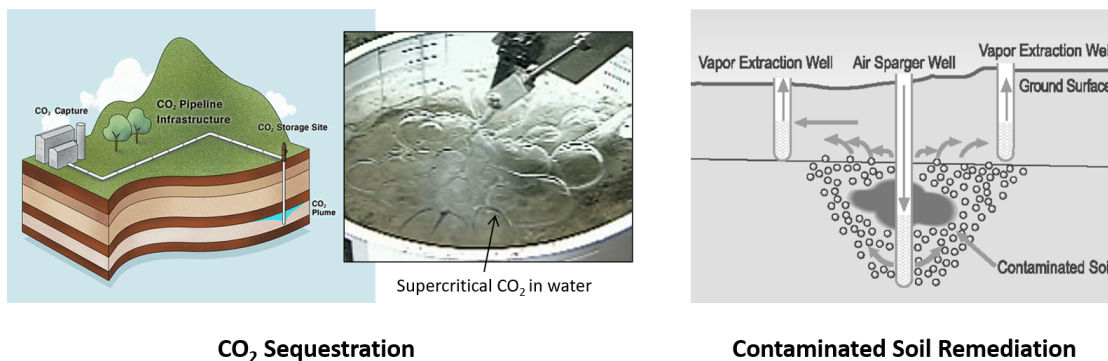 CO₂ Capture
CO₂ Pipeline
Infrastructure
CO₂ Storage Site
CO₂
Plume
Supercritical CO₂ in water
CO₂ Sequestration
Vapor Extraction Well
Air Sparger Well
Vapor Extraction Well
Ground Surface
Contaminated Soil
Contaminated Soil Remediation